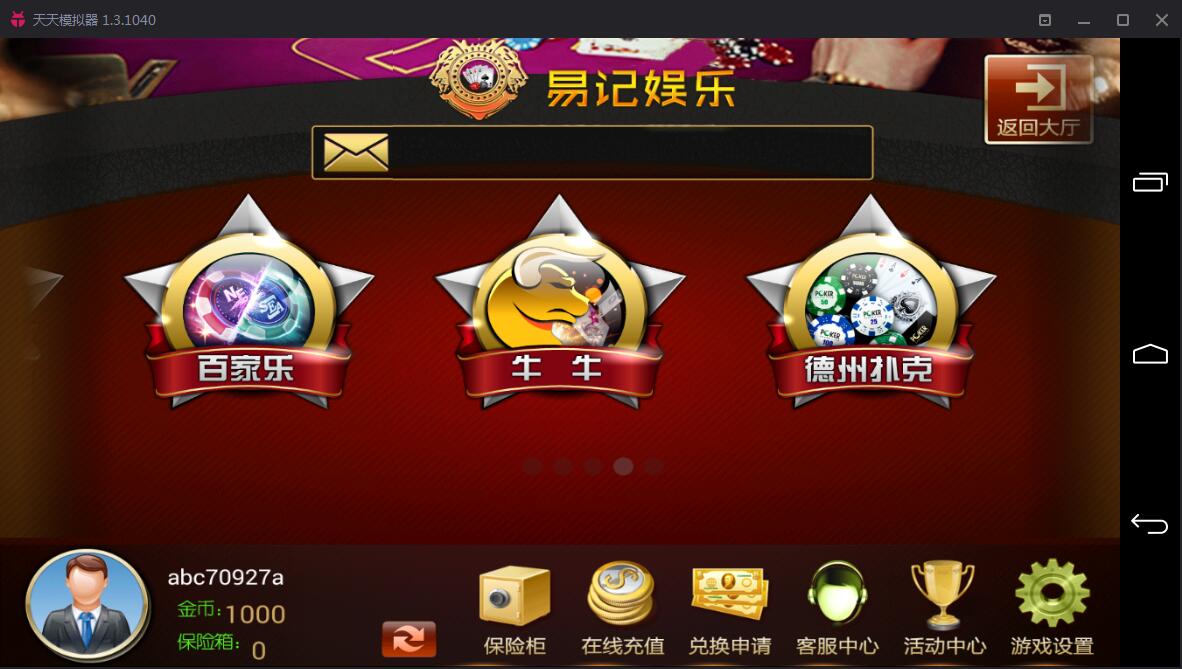 天天模拟器 1.3.1040
易记娱乐
返回大厅
百家乐
牛 牛
德州扑克
abc70927a
金币：1000
保险箱：0
保险柜
在线充值
兑换申请
客服中心
活动中心
游戏设置